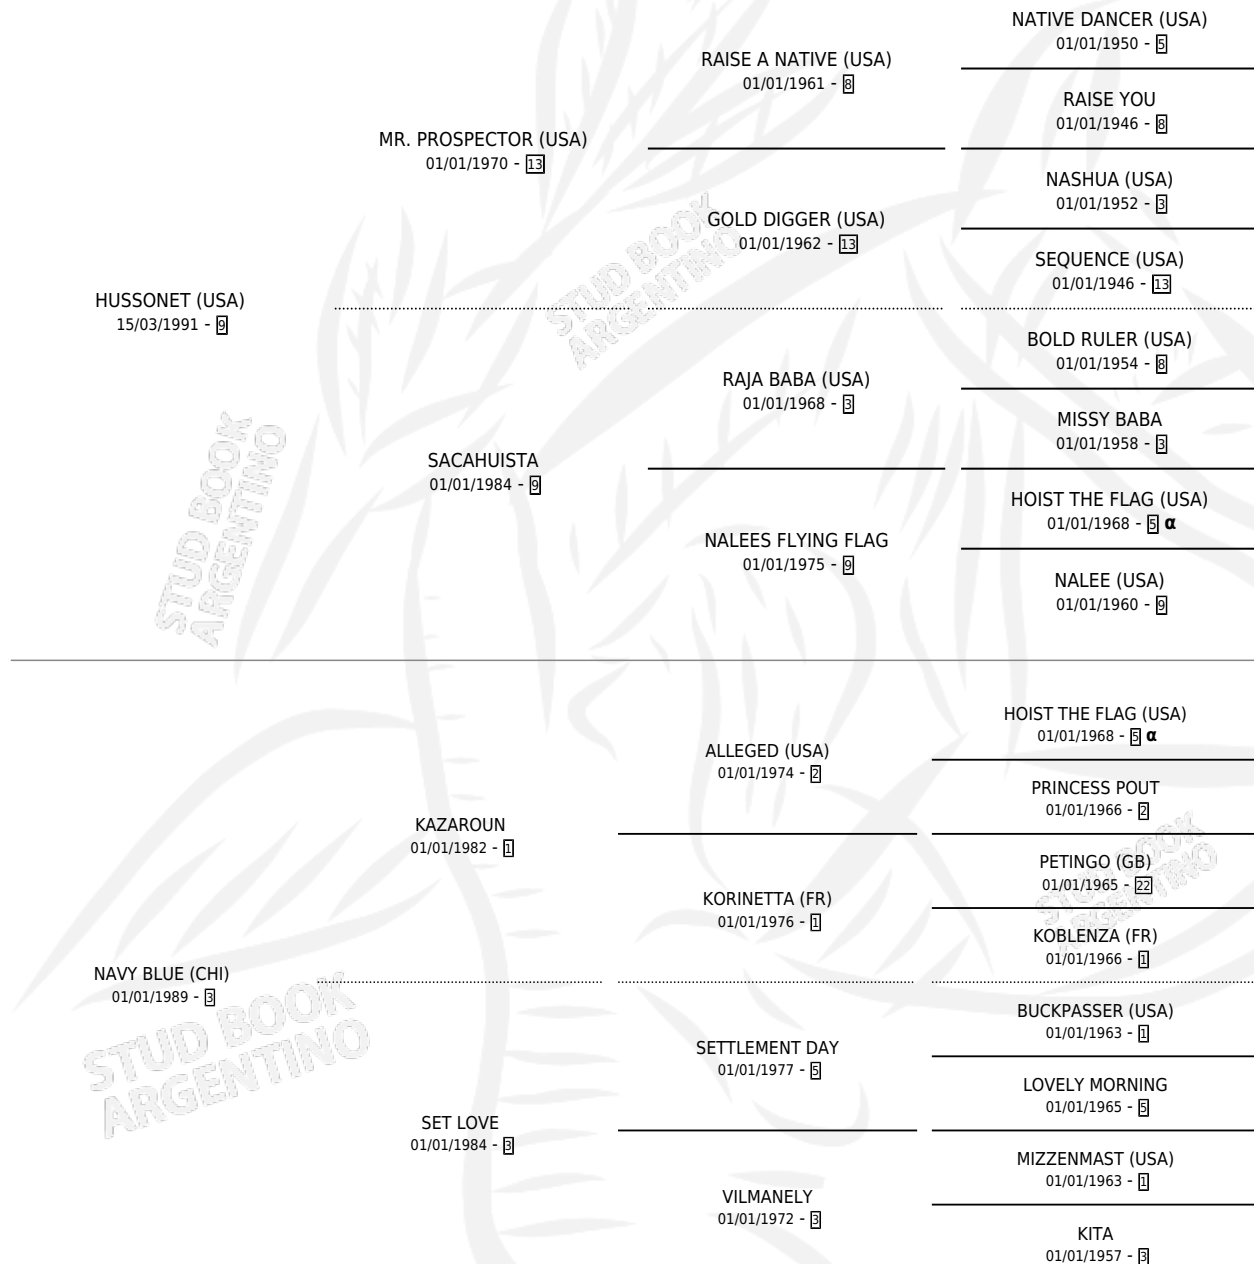 NATIVE DANCER (USA)
01/01/1950 - 5
RAISE A NATIVE (USA)
01/01/1961 - 8
RAISE YOU
01/01/1946 - 8
MR. PROSPECTOR (USA)
01/01/1970 - 13
NASHUA (USA)
01/01/1952 - 3
GOLD DIGGER (USA)
01/01/1962 - 13
SEQUENCE (USA)
01/01/1946 - 13
STUD BOOK
ARGENTINO
HUSSONET (USA)
15/03/1991 - 9
BOLD RULER (USA)
01/01/1954 - 8
RAJA BABA (USA)
01/01/1968 - 3
MISSY BABA
01/01/1958 - 3
SACAHUISTA
01/01/1984 - 9
STUD BOOK
ARGENTINO
HOIST THE FLAG (USA)
01/01/1968 - 5 α
NALEES FLYING FLAG
01/01/1975 - 9
NALEE (USA)
01/01/1960 - 9
HOIST THE FLAG (USA)
01/01/1968 - 5 α
ALLEGED (USA)
01/01/1974 - 2
PRINCESS POUT
01/01/1966 - 2
KAZAROUN
01/01/1982 - 1
STUD BOOK
ARGENTINO
PETINGO (GB)
01/01/1965 - 22
KORINETTA (FR)
01/01/1976 - 1
KOBLENZA (FR)
01/01/1966 - 1
NAVY BLUE (CHI)
01/01/1989 - 3
STUD BOOK
ARGENTINO
BUCKPASSER (USA)
01/01/1963 - 1
SETTLEMENT DAY
01/01/1977 - 5
LOVELY MORNING
01/01/1965 - 5
SET LOVE
01/01/1984 - 3
MIZZENMAST (USA)
01/01/1963 - 1
VILMANELY
01/01/1972 - 3
KITA
01/01/1957 - 3